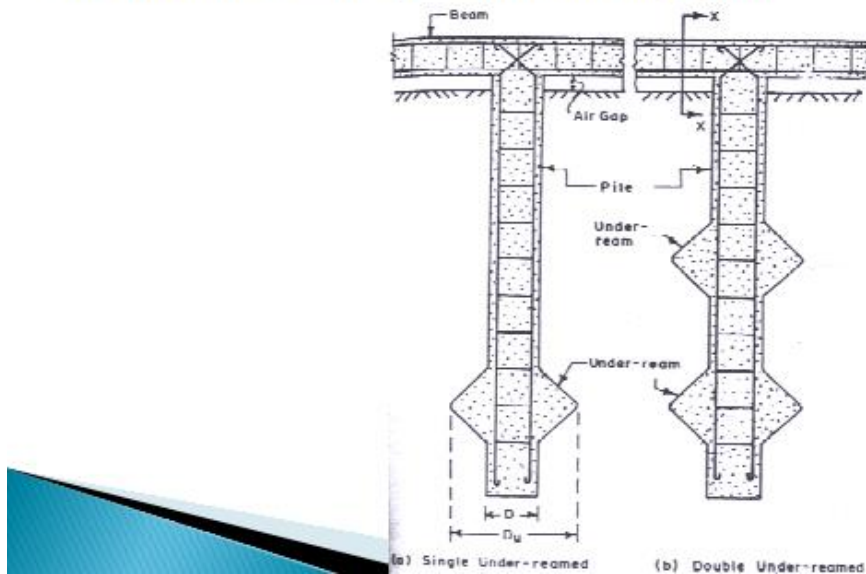 Beam
X
Air Gap
X
Pile
Under-
ream
Under-ream
D
Du
(a) Single Under-reamed
(b) Double Under-reamed